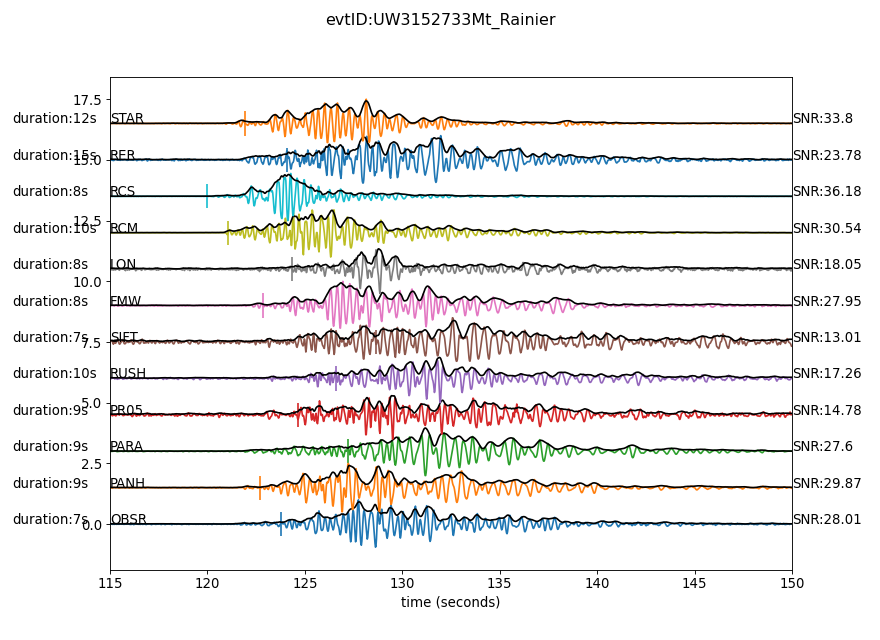 evtID:UW3152733Mt_Rainier
17.5
duration:12s STAR SNR:33.8
duration:15s RER SNR:23.78
15.0
duration:8s RCS SNR:36.18
12.5
duration:10s RCM SNR:30.54
duration:8s LON SNR:18.05
10.0
duration:8s FMW SNR:27.95
duration:7s SIFT SNR:13.01
7.5
duration:10s RUSH SNR:17.26
5.0
duration:9s PR05 SNR:14.78
duration:9s PARA SNR:27.6
2.5
duration:9s PANH SNR:29.87
duration:7s OBSR SNR:28.01
0.0
115 120 125 130 135 140 145 150
time (seconds)